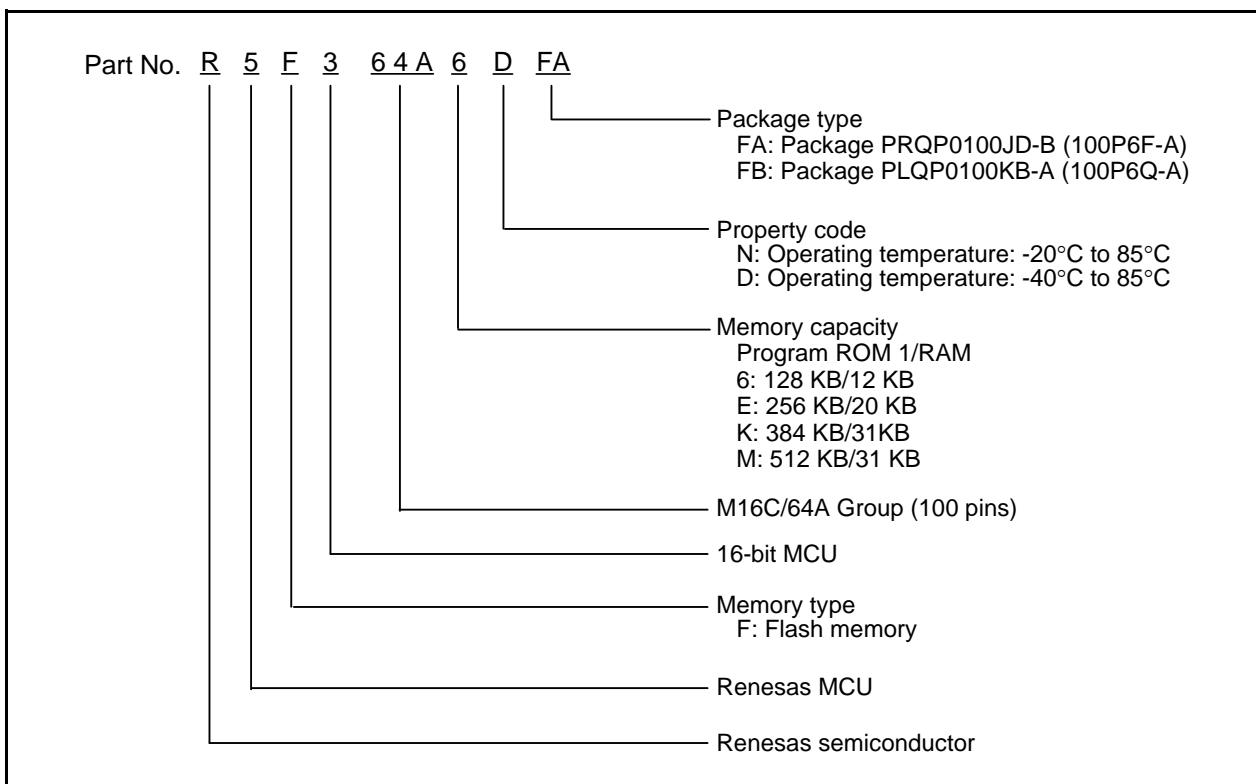 Part No. R 5 F 3 6 4 A 6 D FA
Package type
FA: Package PRQP0100JD-B (100P6F-A)
FB: Package PLQP0100KB-A (100P6Q-A)
Property code
N: Operating temperature: -20°C to 85°C
D: Operating temperature: -40°C to 85°C
Memory capacity
Program ROM 1/RAM
6: 128 KB/12 KB
E: 256 KB/20 KB
K: 384 KB/31KB
M: 512 KB/31 KB
M16C/64A Group (100 pins)
16-bit MCU
Memory type
F: Flash memory
Renesas MCU
Renesas semiconductor